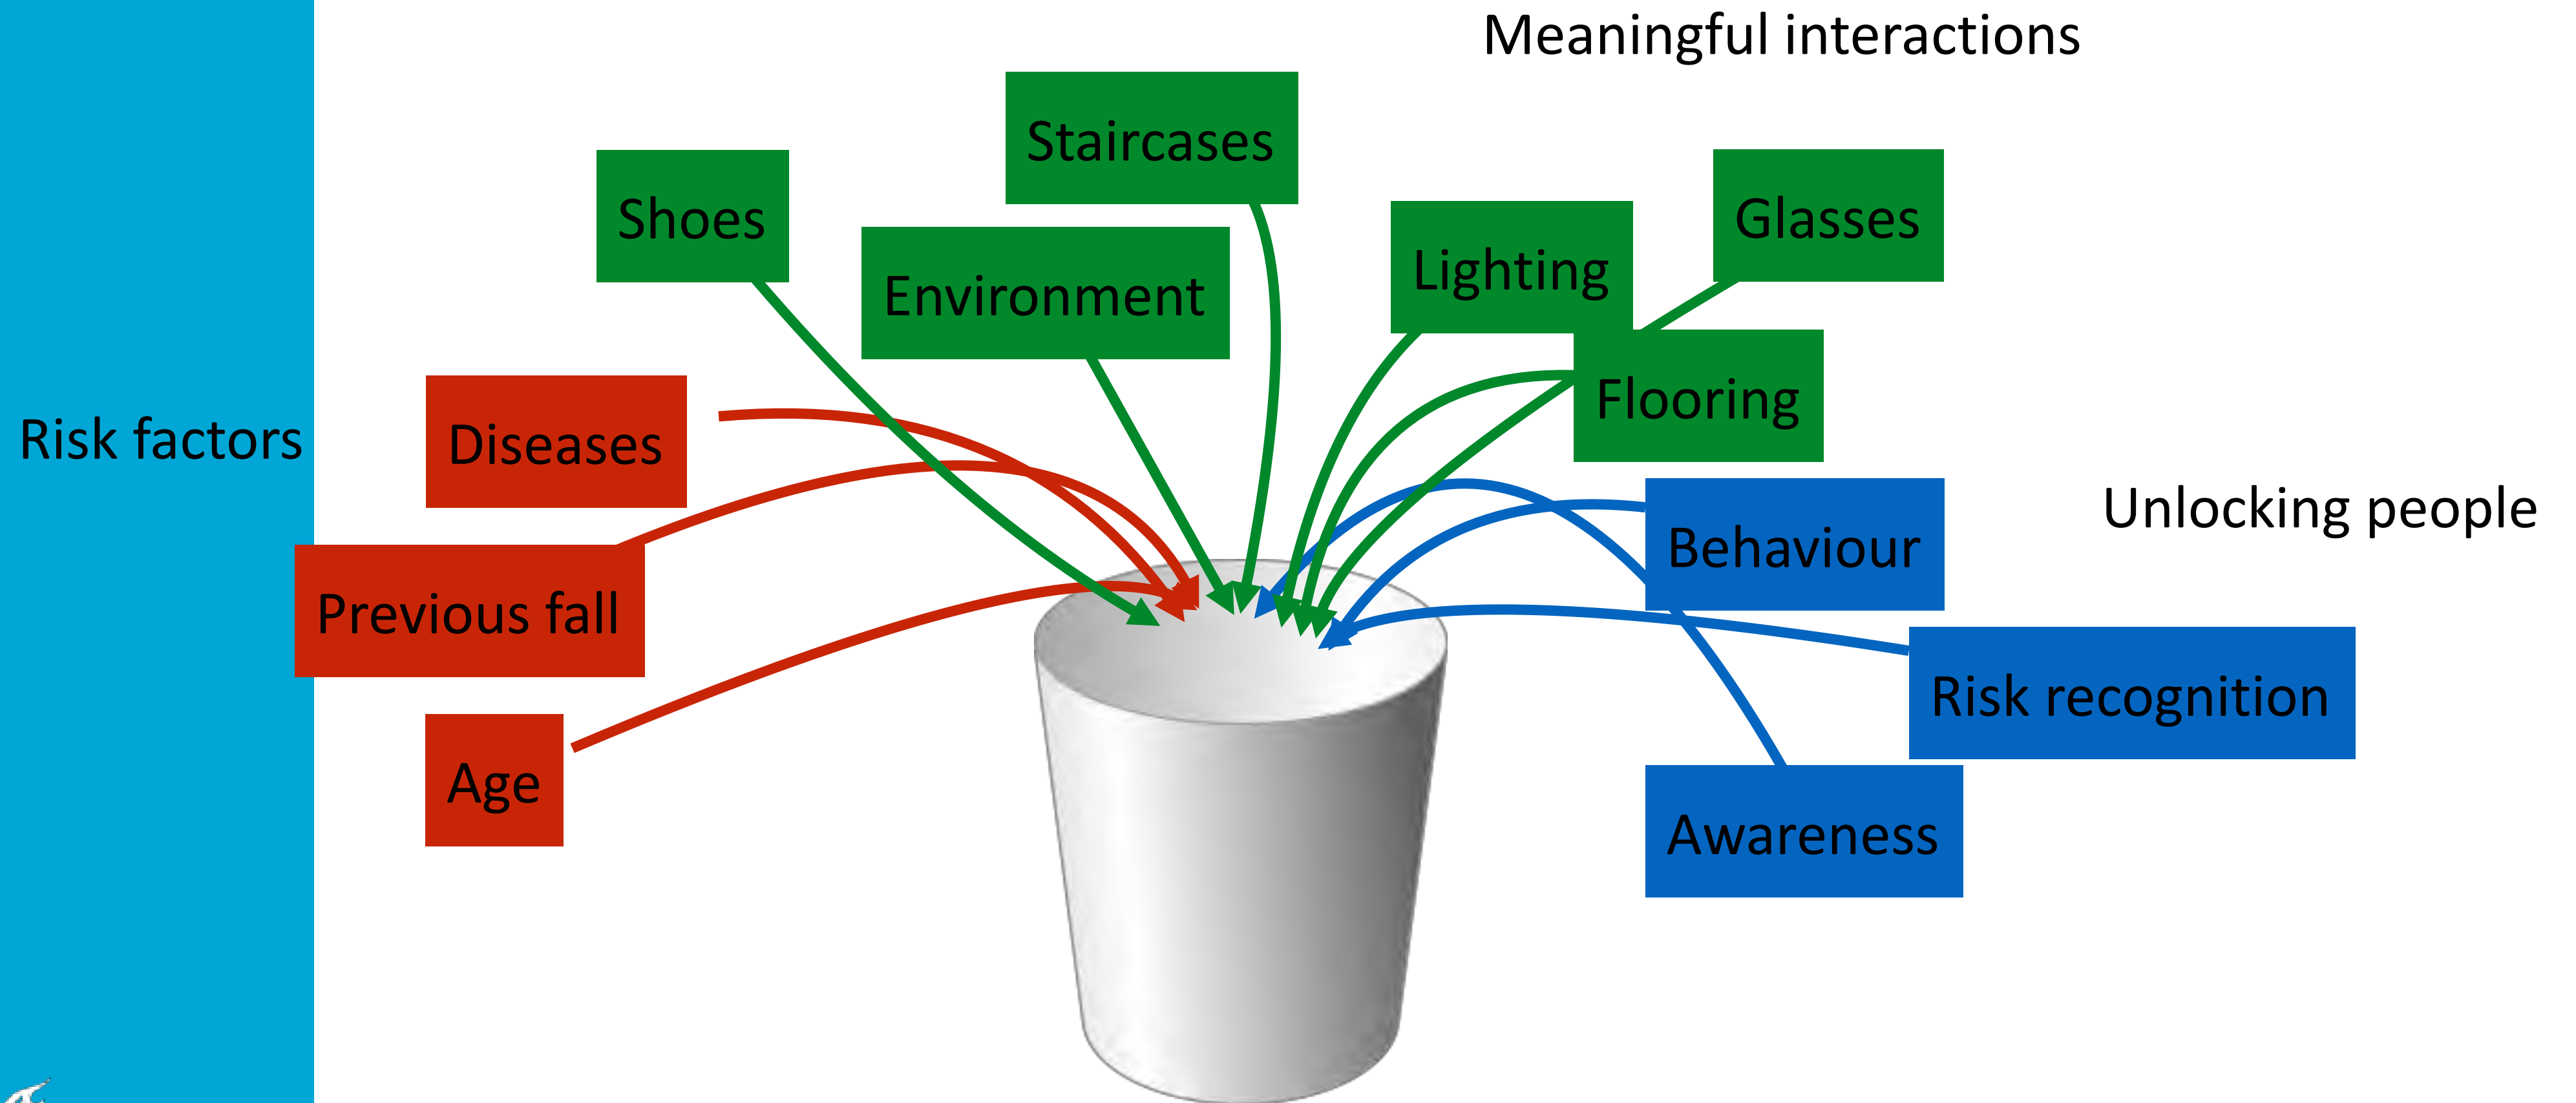 Meaningful interactions
Staircases
Shoes
Glasses
Lighting
Environment
Flooring
Diseases
Risk factors
Unlocking people
Behaviour
Previous fall
Risk recognition
Age
Awareness